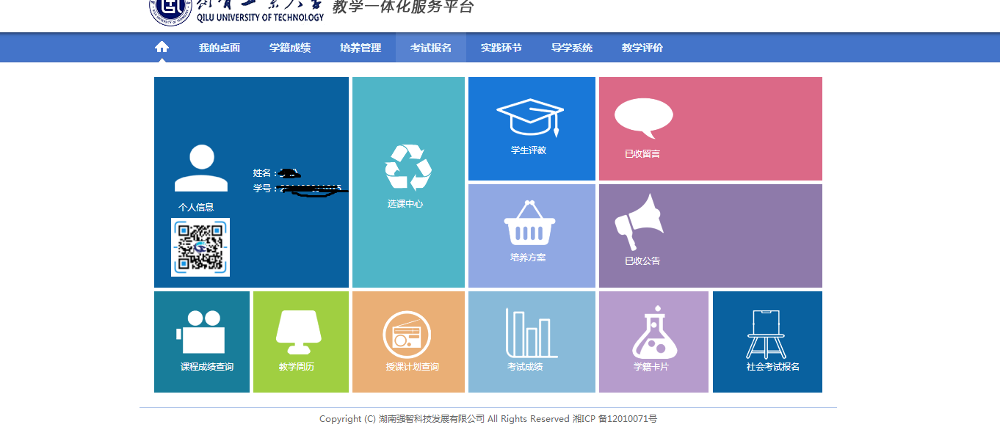 教学一体化服务平台
QILU UNIVERSITY OF TECHNOLOGY
我的桌面 学籍成绩 培养管理 考试报名 实践环节 导学系统 教学评价
学生评教
已收留言
姓名：
学号：
个人信息
选课中心
培养方案
已收公告
课程成绩查询
教学周历
授课计划查询
考试成绩
学籍卡片
社会考试报名
Copyright (C) 湖南强智科技发展有限公司 All Rights Reserved 湘ICP 备12010071号